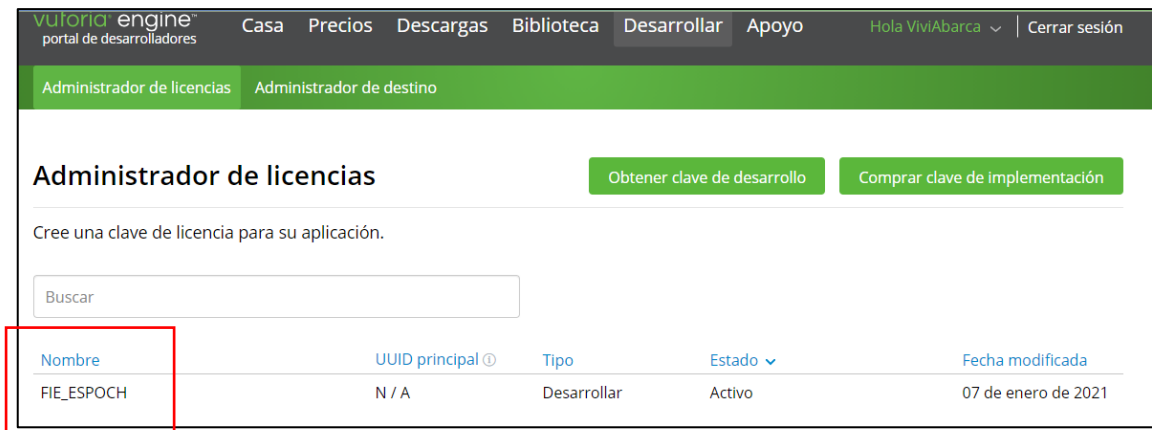 vuforia® engine™
portal de desarrolladores
Casa Precios Descargas Biblioteca Desarrollar Apoyo Hola ViviAbarca Cerrar sesión
Administrador de licencias Administrador de destino
Administrador de licencias
Obtener clave de desarrollo Comprar clave de implementación
Cree una clave de licencia para su aplicación.
Buscar
Nombre UUID principal Tipo Estado Fecha modificada
FIE_ESPOCH N / A Desarrollar Activo 07 de enero de 2021